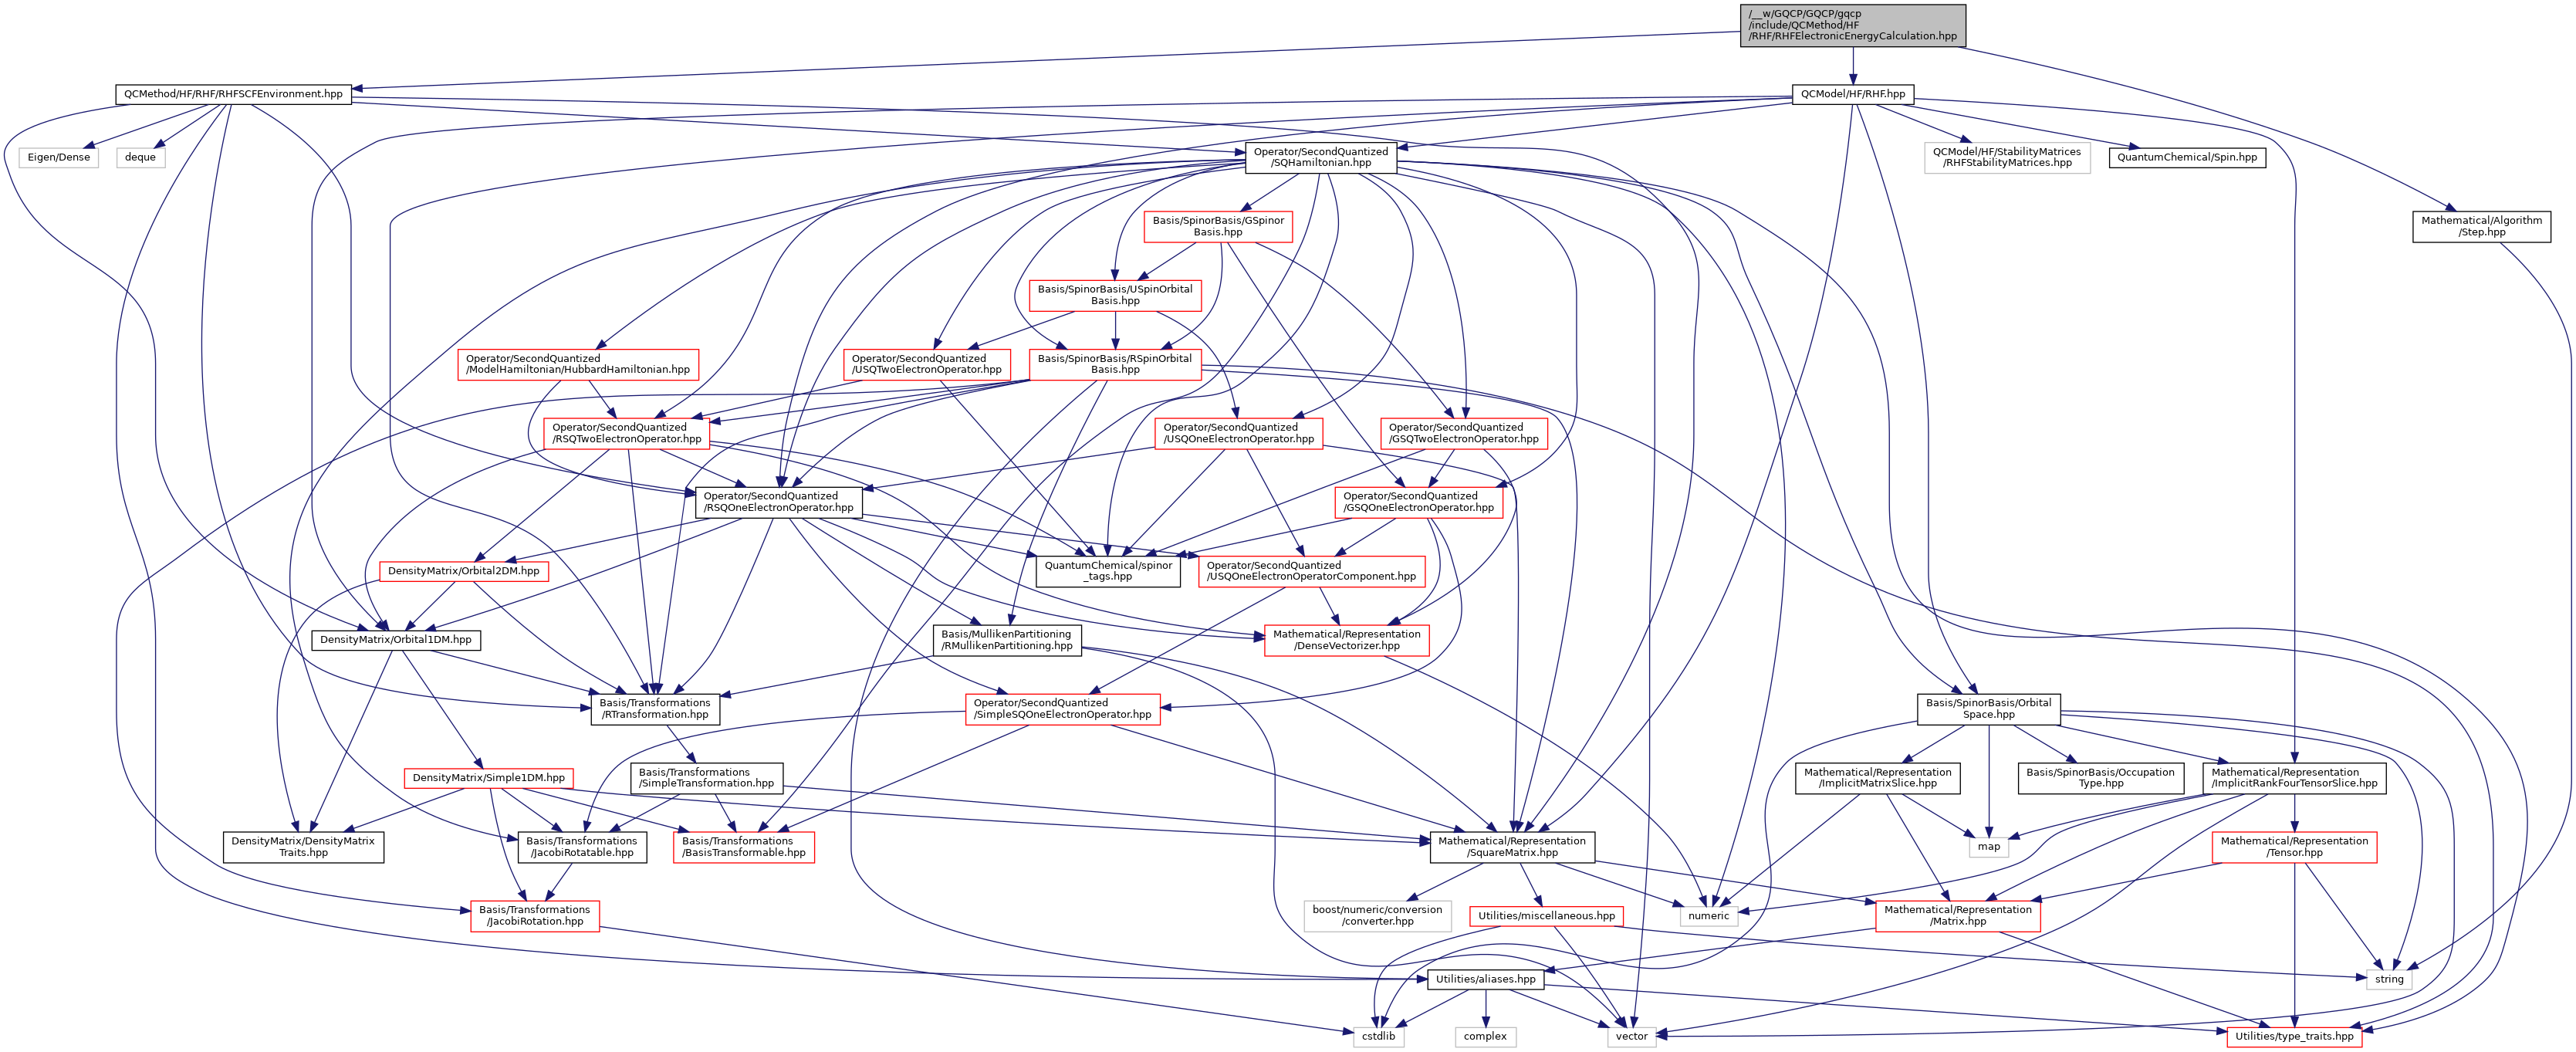 /__w/GQCP/GQCP/gqcp
/include/QCMethod/HF
/RHF/RHFElectronicEnergyCalculation.hpp
QCMethod/HF/RHF/RHFSCFEnvironment.hpp
QCModel/HF/RHF.hpp
Eigen/Dense
deque
Operator/SecondQuantized
/SQHamiltonian.hpp
QCModel/HF/StabilityMatrices
/RHFStabilityMatrices.hpp
QuantumChemical/Spin.hpp
Basis/SpinorBasis/GSpinor
Basis.hpp
Mathematical/Algorithm
/Step.hpp
Basis/SpinorBasis/USpinOrbital
Basis.hpp
Operator/SecondQuantized
/ModelHamiltonian/HubbardHamiltonian.hpp
Operator/SecondQuantized
/USQTwoElectronOperator.hpp
Basis/SpinorBasis/RSpinOrbital
Basis.hpp
Operator/SecondQuantized
/RSQTwoElectronOperator.hpp
Operator/SecondQuantized
/USQOneElectronOperator.hpp
Operator/SecondQuantized
/GSQTwoElectronOperator.hpp
Operator/SecondQuantized
/RSQOneElectronOperator.hpp
Operator/SecondQuantized
/GSQOneElectronOperator.hpp
DensityMatrix/Orbital2DM.hpp
QuantumChemical/spinor
_tags.hpp
Operator/SecondQuantized
/USQOneElectronOperatorComponent.hpp
DensityMatrix/Orbital1DM.hpp
Basis/MullikenPartitioning
/RMullikenPartitioning.hpp
Mathematical/Representation
/DenseVectorizer.hpp
Basis/Transformations
/RTransformation.hpp
Operator/SecondQuantized
/SimpleSQOneElectronOperator.hpp
Basis/SpinorBasis/Orbital
Space.hpp
DensityMatrix/Simple1DM.hpp
Basis/Transformations
/SimpleTransformation.hpp
Mathematical/Representation
/ImplicitMatrixSlice.hpp
Basis/SpinorBasis/Occupation
Type.hpp
Mathematical/Representation
/ImplicitRankFourTensorSlice.hpp
DensityMatrix/DensityMatrix
Traits.hpp
Basis/Transformations
/JacobiRotatable.hpp
Basis/Transformations
/BasisTransformable.hpp
Mathematical/Representation
/SquareMatrix.hpp
map
Mathematical/Representation
/Tensor.hpp
Basis/Transformations
/JacobiRotation.hpp
boost/numeric/conversion
/converter.hpp
Utilities/miscellaneous.hpp
numeric
Mathematical/Representation
/Matrix.hpp
Utilities/aliases.hpp
string
cstdlib
complex
vector
Utilities/type_traits.hpp